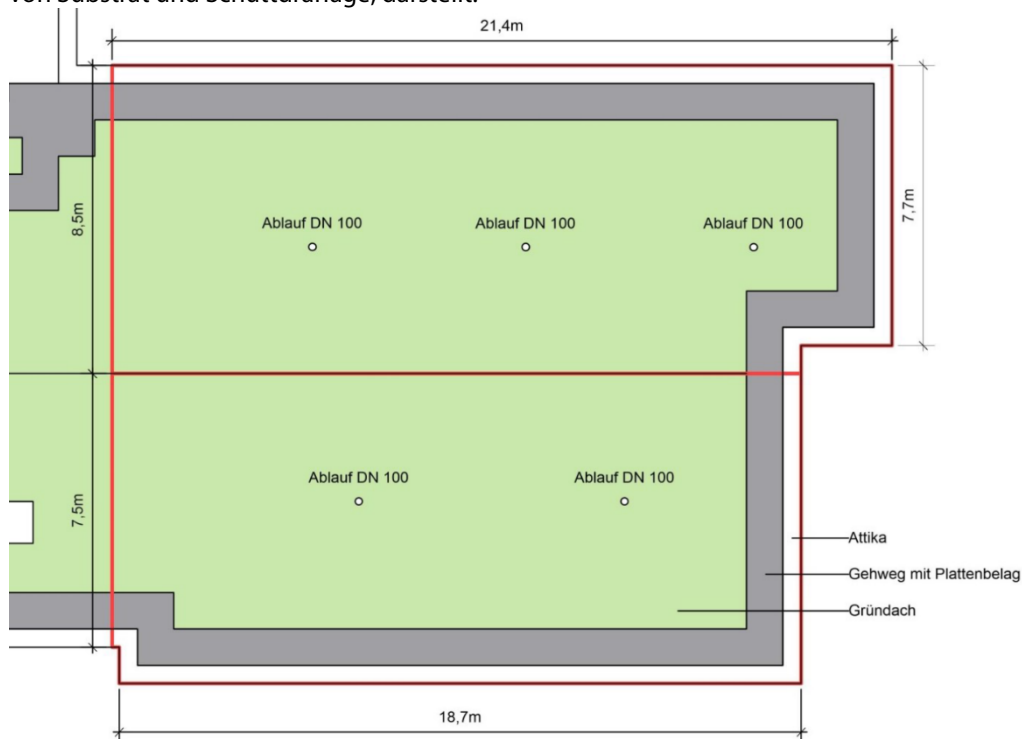 von Substrat und Schüttdränage, darstellt.
21,4m
8,5m
7,7m
Ablauf DN 100
Ablauf DN 100
Ablauf DN 100
7,5m
Ablauf DN 100
Ablauf DN 100
Attika
Gehweg mit Plattenbelag
Gründach
18,7m